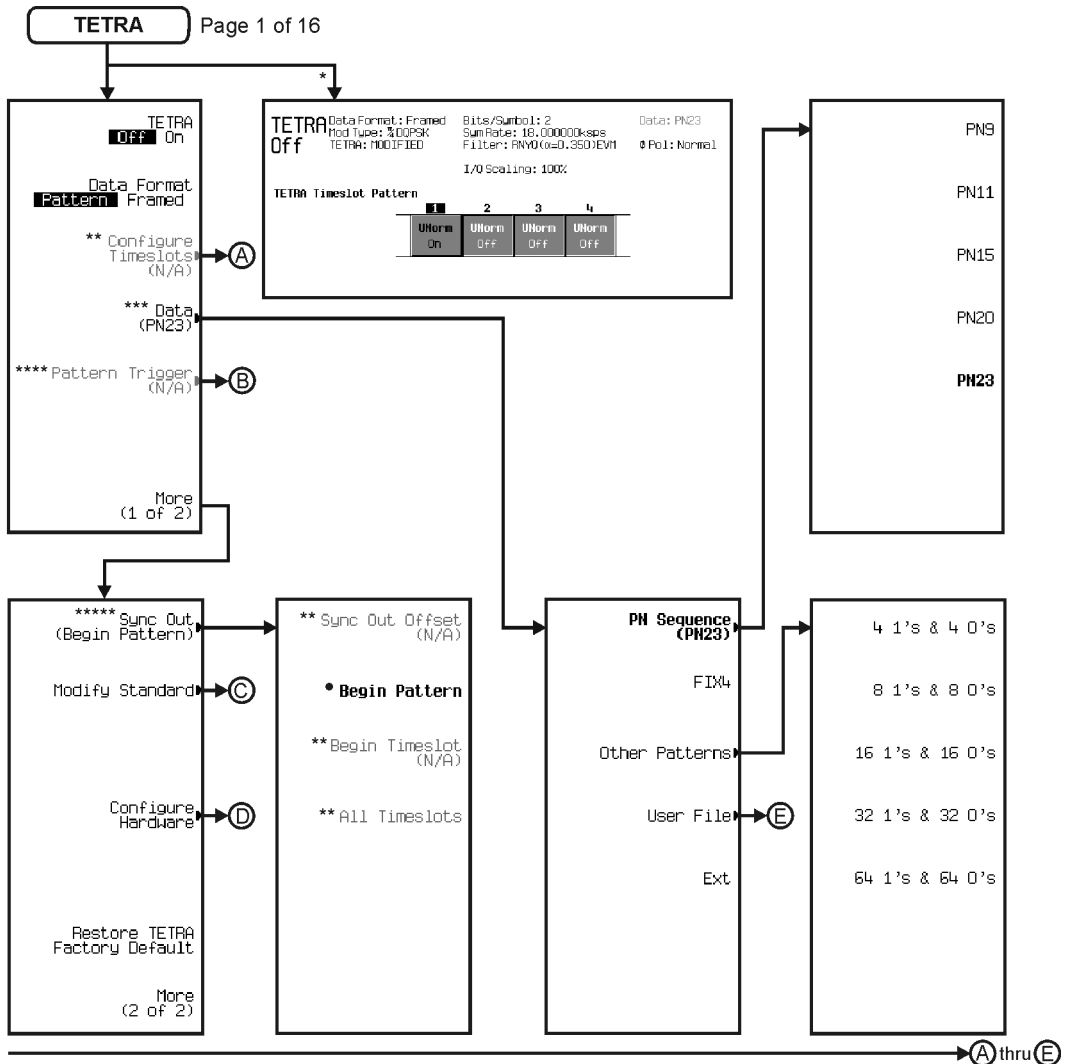 TETRA
Page 1 of 16
*
TETRA
Off On
Data Format
Pattern Framed
** Configure
Timeslots
(N/A)
A
*** Data
(PN23)
**** Pattern Trigger
(N/A)
B
More
(1 of 2)
TETRA
Off
Data Format: Framed
Mod Type: π/4DQPSK
TETRA: MODIFIED
Bits/Symbol: 2
Sym Rate: 18.000000ksps
Filter: RNYQ(α=0.350)EVM
I/Q Scaling: 100%
Data: PN23
Φ Pol: Normal
TETRA Timeslot Pattern
1 2 3 4
UNorm UNorm UNorm UNorm
On Off Off Off
PN9
PN11
PN15
PN20
PN23
***** Sync Out
(Begin Pattern)
Modify Standard
C
Configure
Hardware
D
Restore TETRA
Factory Default
More
(2 of 2)
** Sync Out Offset
(N/A)
• Begin Pattern
** Begin Timeslot
(N/A)
** All Timeslots
PN Sequence
(PN23)
FIX4
Other Patterns
User File
E
Ext
4 1's & 4 0's
8 1's & 8 0's
16 1's & 16 0's
32 1's & 32 0's
64 1's & 64 0's
A thru E